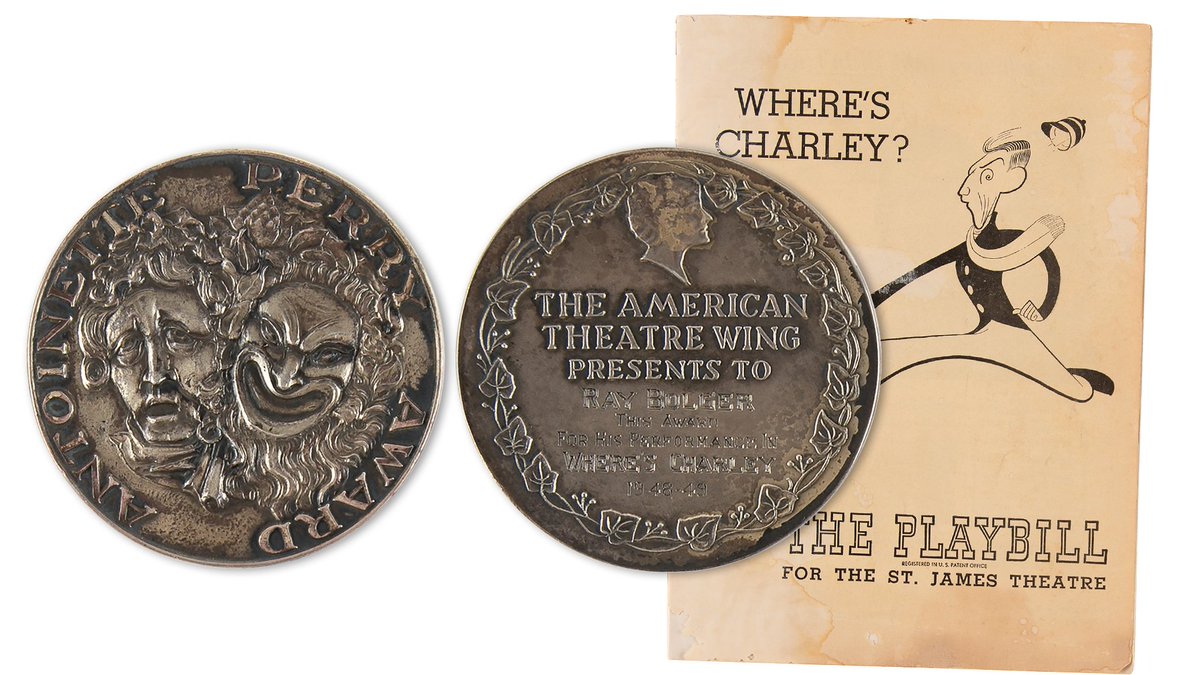 ANTOINETTE PERRY AWARD
THE AMERICAN
THEATRE WING
PRESENTS TO
RAY BOLGER
THIS AWARD
FOR HIS PERFORMANCE IN
WHERE'S CHARLEY
1948-49
WHERE'S
CHARLEY?
THE PLAYBILL
REGISTERED IN U.S. PATENT OFFICE
FOR THE ST. JAMES THEATRE